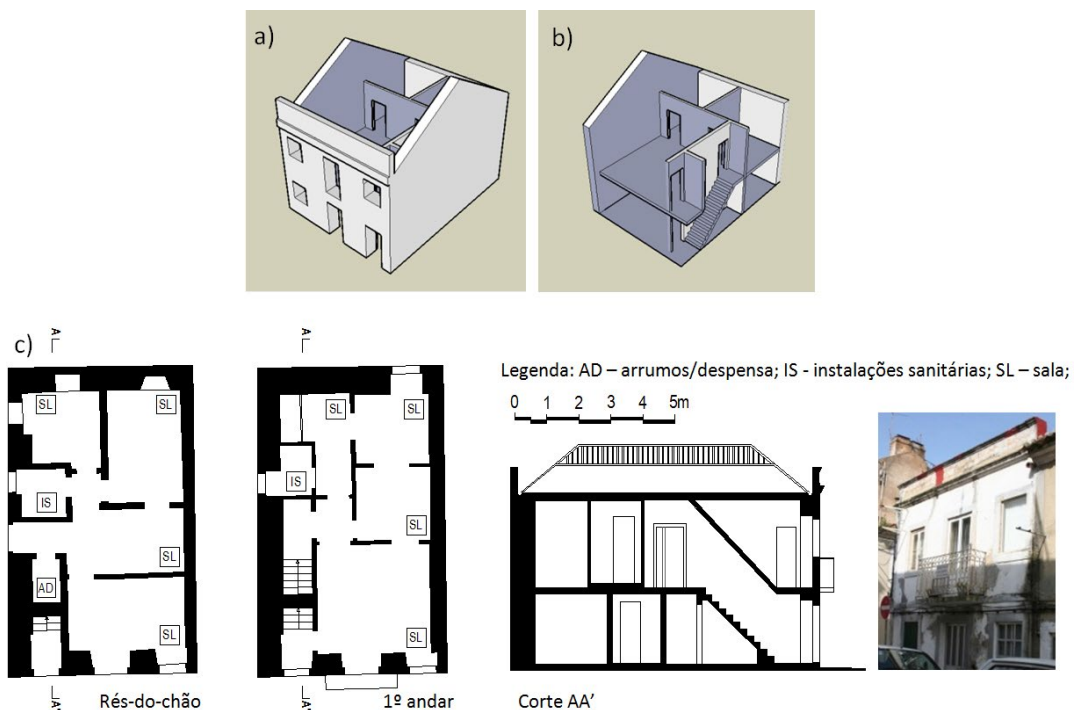 a)
b)
c)
A
A
Legenda: AD – arrumos/despensa; IS - instalações sanitárias; SL – sala;
0 1 2 3 4 5m
SL
SL
IS
SL
AD
SL
SL
SL
IS
SL
SL
A'
A'
Rés-do-chão
1º andar
Corte AA'